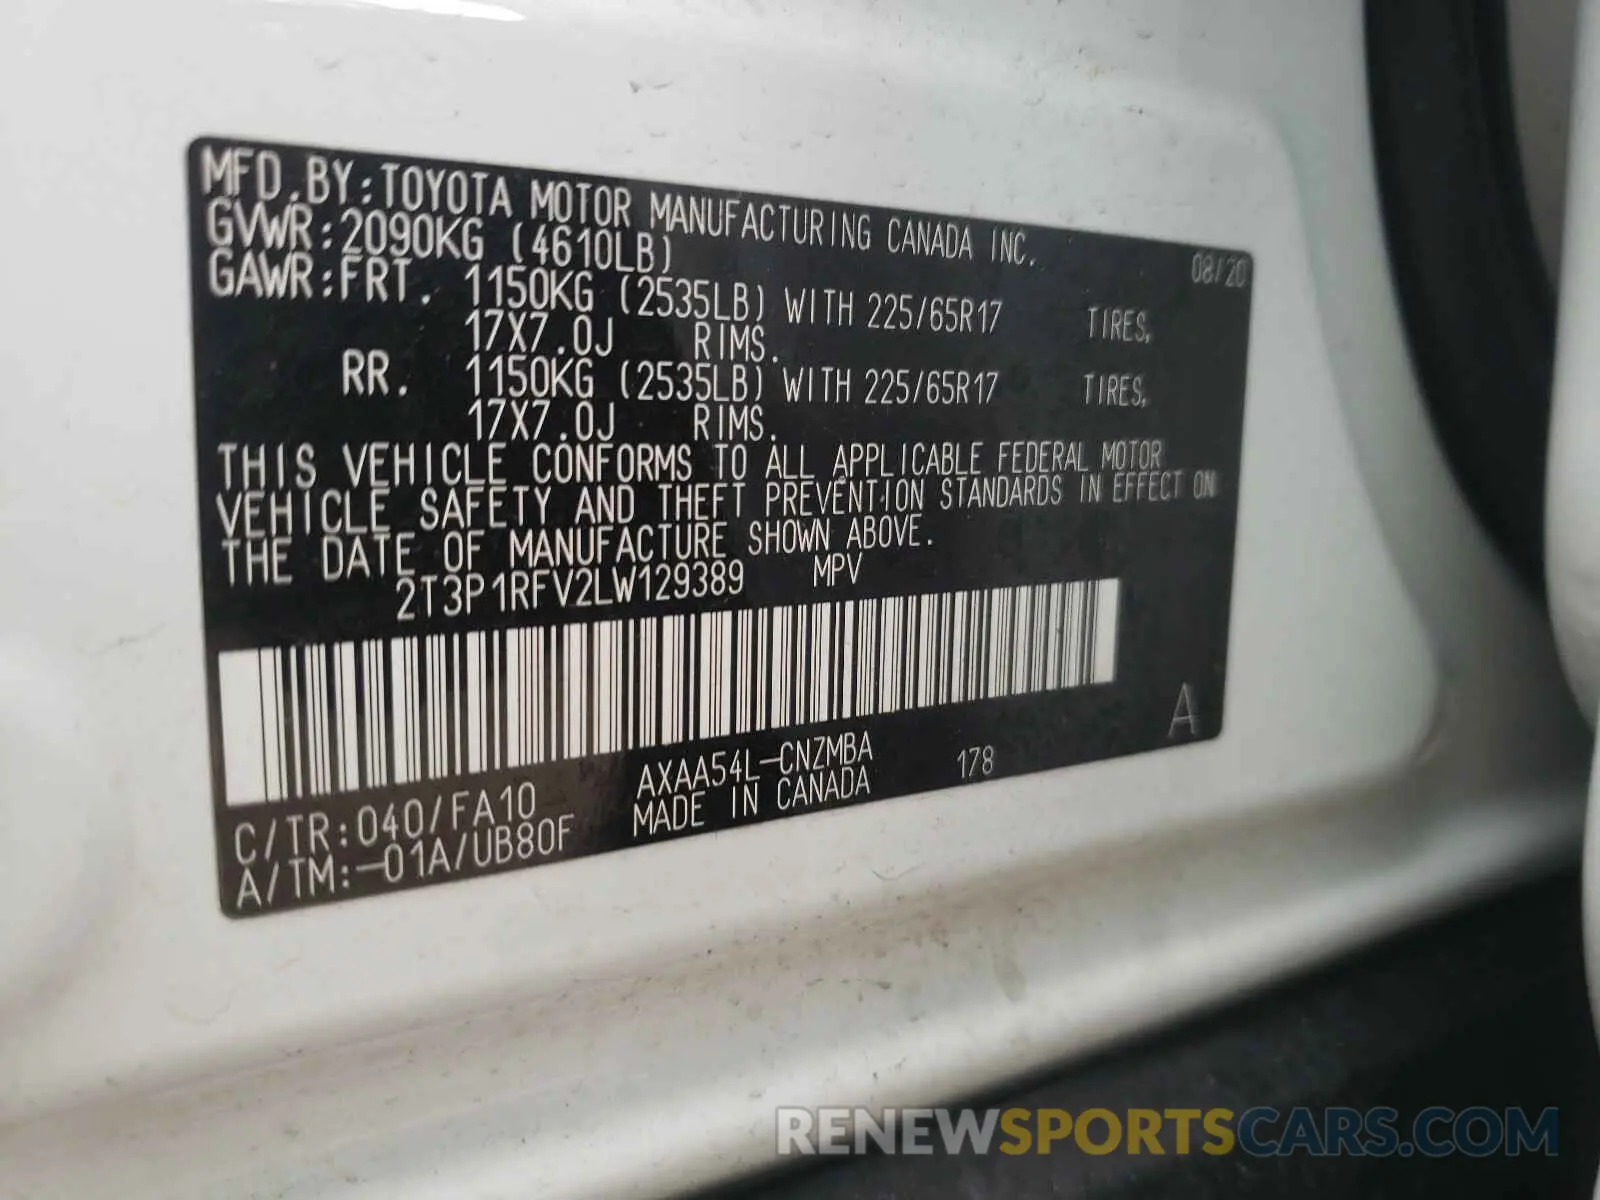 MFD.BY:TOYOTA MOTOR MANUFACTURING CANADA INC.
GVWR:2090KG (4610LB) 08/20
GAWR:FRT. 1150KG (2535LB) WITH 225/65R17 TIRES,
17X7.0J RIMS.
RR. 1150KG (2535LB) WITH 225/65R17 TIRES,
17X7.0J RIMS.
THIS VEHICLE CONFORMS TO ALL APPLICABLE FEDERAL MOTOR
VEHICLE SAFETY AND THEFT PREVENTION STANDARDS IN EFFECT ON
THE DATE OF MANUFACTURE SHOWN ABOVE.
2T3P1RFV2LW129389 MPV
A
C/TR:040/FA10 AXAA54L-CNZMBA 178
A/TM:-01A/UB80F MADE IN CANADA
RENEWSPORTSCARS.COM